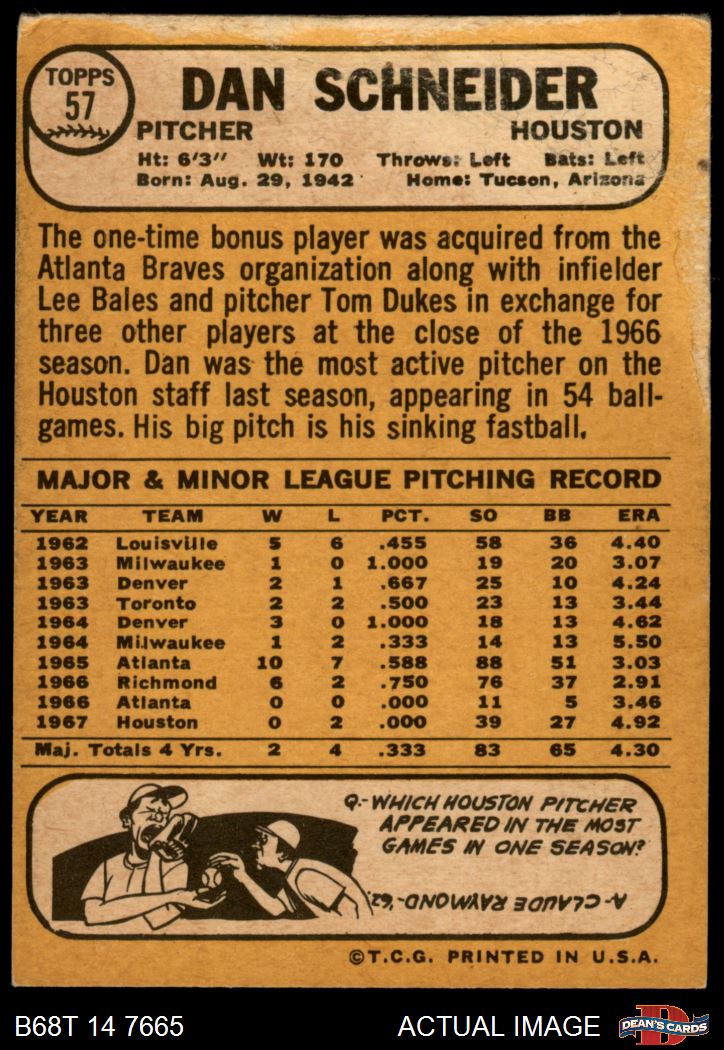 TOPPS
57
DAN SCHNEIDER
PITCHER HOUSTON
Ht: 6'3" Wt: 170 Throws: Left Bats: Left
Born: Aug. 29, 1942 Home: Tucson, Arizona
The one-time bonus player was acquired from the
Atlanta Braves organization along with infielder
Lee Bales and pitcher Tom Dukes in exchange for
three other players at the close of the 1966
season. Dan was the most active pitcher on the
Houston staff last season, appearing in 54 ball-
games. His big pitch is his sinking fastball.
MAJOR & MINOR LEAGUE PITCHING RECORD
YEAR TEAM W L PCT. SO BB ERA
1962 Louisville 5 6 .455 58 36 4.40
1963 Milwaukee 1 0 1.000 19 20 3.07
1963 Denver 2 1 .667 25 10 4.24
1963 Toronto 2 2 .500 23 13 3.44
1964 Denver 3 0 1.000 18 13 4.62
1964 Milwaukee 1 2 .333 14 13 5.50
1965 Atlanta 10 7 .588 88 51 3.03
1966 Richmond 6 2 .750 76 37 2.91
1966 Atlanta 0 0 .000 11 5 3.46
1967 Houston 0 2 .000 39 27 4.92
Maj. Totals 4 Yrs. 2 4 .333 83 65 4.30
Q.- WHICH HOUSTON PITCHER
APPEARED IN THE MOST
GAMES IN ONE SEASON?
A- CLAUDE RAYMOND -'62.
©T.C.G. PRINTED IN U.S.A.
B68T 14 7665 ACTUAL IMAGE
D
DEAN'S CARDS